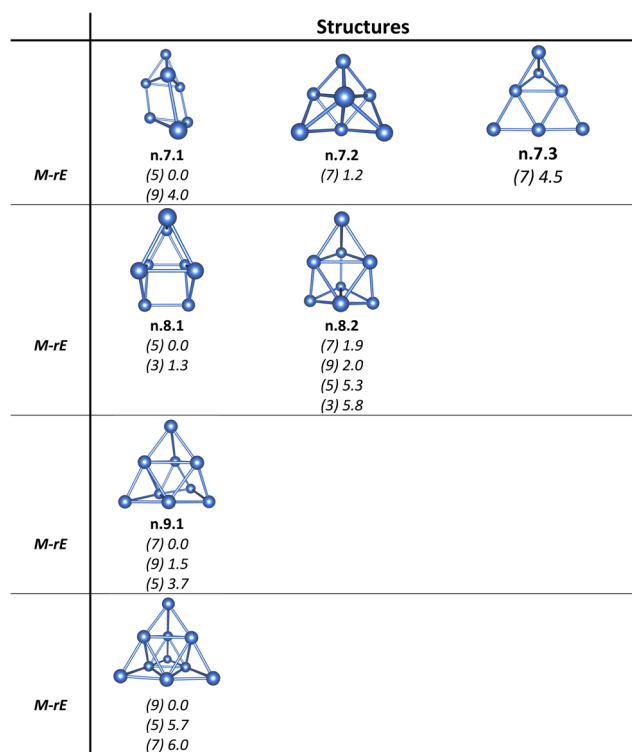 Structures
n.7.1
n.7.2
n.7.3
M-rE
(5) 0.0
(7) 1.2
(7) 4.5
(9) 4.0
n.8.1
n.8.2
M-rE
(5) 0.0
(7) 1.9
(3) 1.3
(9) 2.0
(5) 5.3
(3) 5.8
n.9.1
M-rE
(7) 0.0
(9) 1.5
(5) 3.7
M-rE
(9) 0.0
(5) 5.7
(7) 6.0